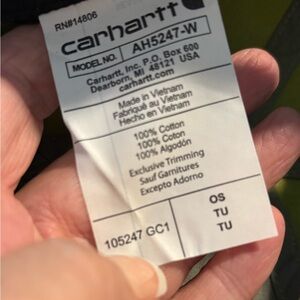 RN#14806
carhartt
MODEL NO. AH5247-W
Carhartt, Inc. P.O. Box 600
Dearborn, MI 48121 USA
carhartt.com
Made in Vietnam
Fabriqué au Vietnam
Hecho en Vietnam
100% Cotton
100% Cotton
100% Algodón
Exclusive Trimming
Sauf Garnitures
Excepto Adorno
105247 GC1
OS
TU
TU